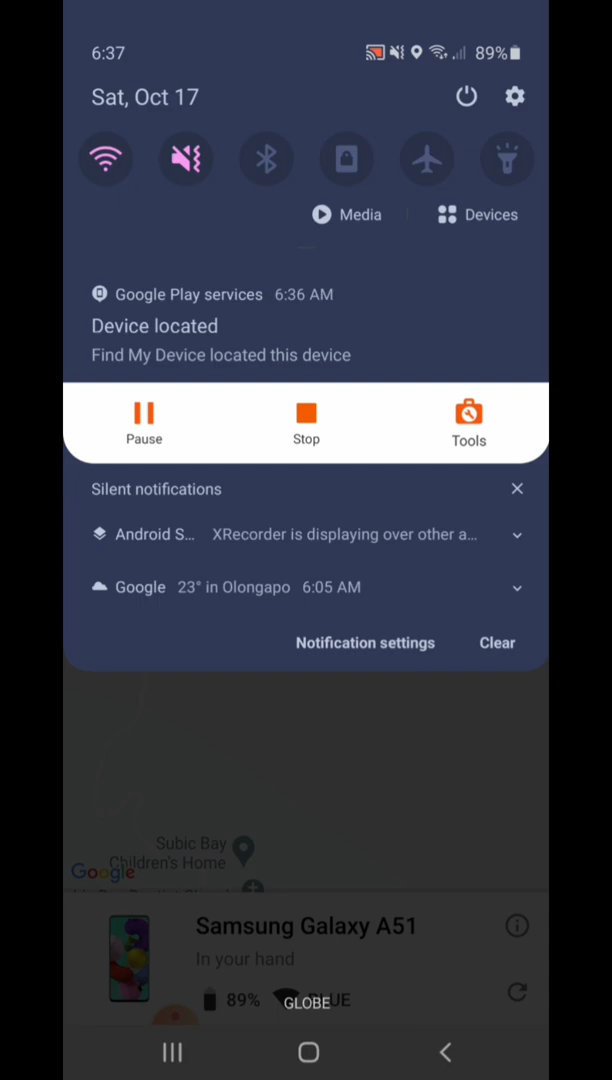 6:37 89%
Sat, Oct 17
Media Devices
Google Play services 6:36 AM
Device located
Find My Device located this device
Pause Stop Tools
Silent notifications
Android S... XRecorder is displaying over other a...
Google 23° in Olongapo 6:05 AM
Notification settings Clear
Subic Bay
Children's Home
Google
Samsung Galaxy A51
In your hand
89% BLUE
GLOBE